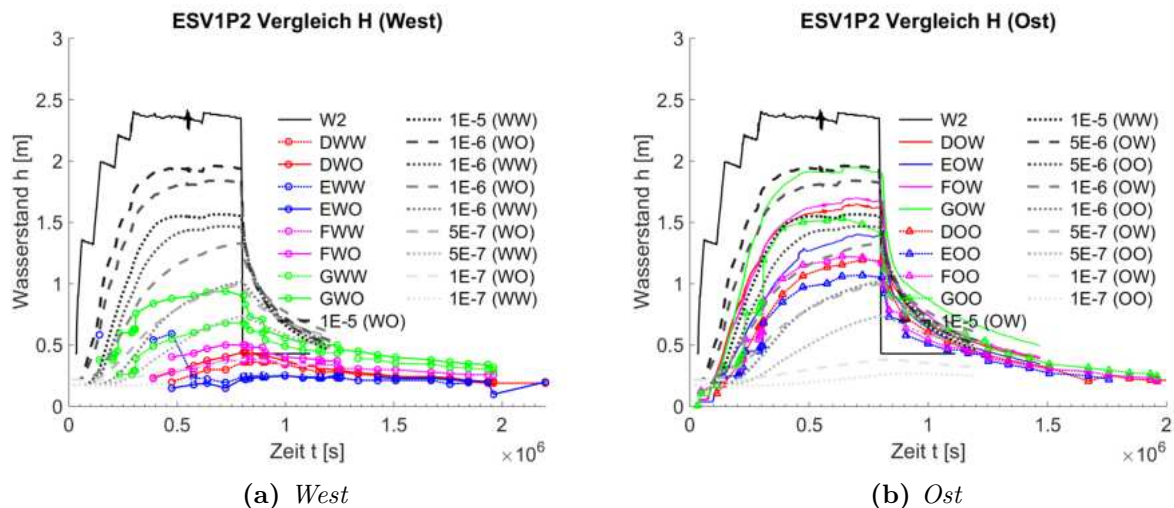 ESV1P2 Vergleich H (West)
Wasserstand h [m]
3
2.5
2
1.5
1
0.5
0
W2
DWW
DWO
EWW
EWO
FWW
FWO
GWW
GWO
1E-5 (WO)
1E-5 (WW)
1E-6 (WO)
1E-6 (WW)
1E-6 (WO)
1E-6 (WW)
5E-7 (WO)
5E-7 (WW)
1E-7 (WO)
1E-7 (WW)
0 0.5 1 1.5 2
Zeit t [s]
×10⁶
(a) West
ESV1P2 Vergleich H (Ost)
Wasserstand h [m]
3
2.5
2
1.5
1
0.5
0
W2
DOW
EOW
FOW
GOW
DOO
EOO
FOO
GOO
1E-5 (OW)
1E-5 (WW)
5E-6 (OW)
5E-6 (OO)
1E-6 (OW)
1E-6 (OO)
5E-7 (OW)
5E-7 (OO)
1E-7 (OW)
1E-7 (OO)
0 0.5 1 1.5 2
Zeit t [s]
×10⁶
(b) Ost